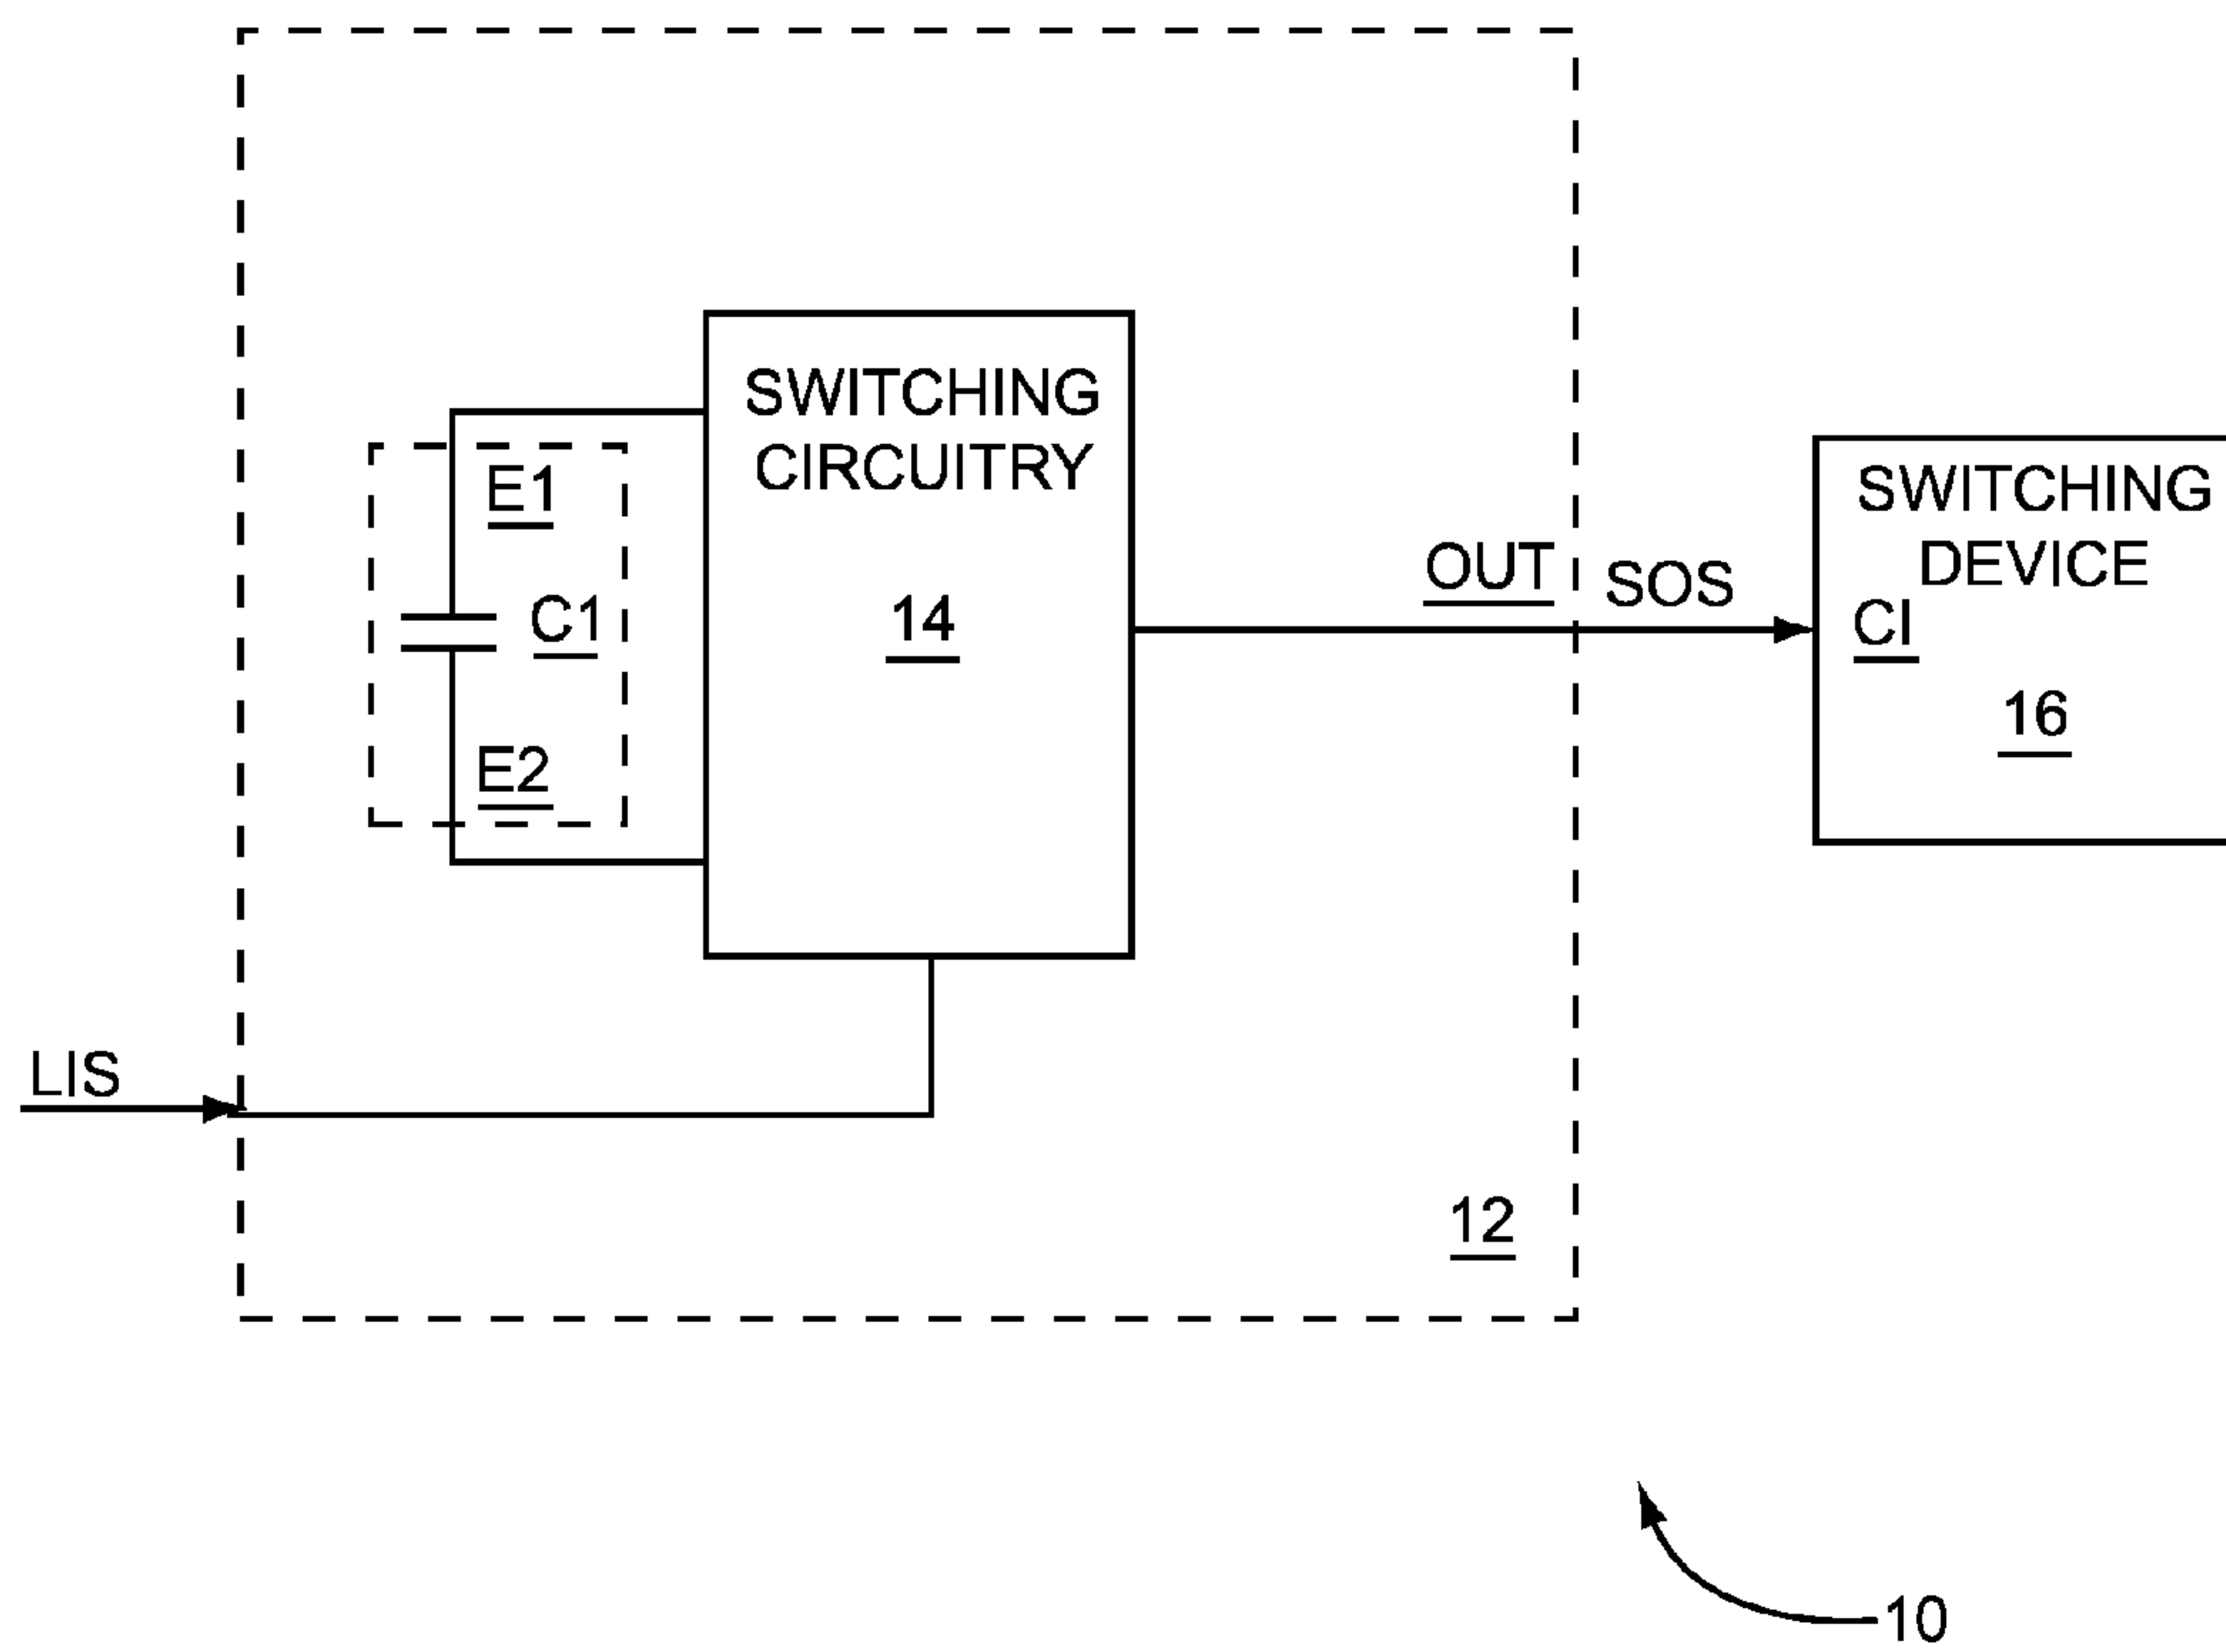 SWITCHING
CIRCUITRY
14
E1
C1
E2
OUT
SOS
SWITCHING
DEVICE
CI
16
LIS
12
10